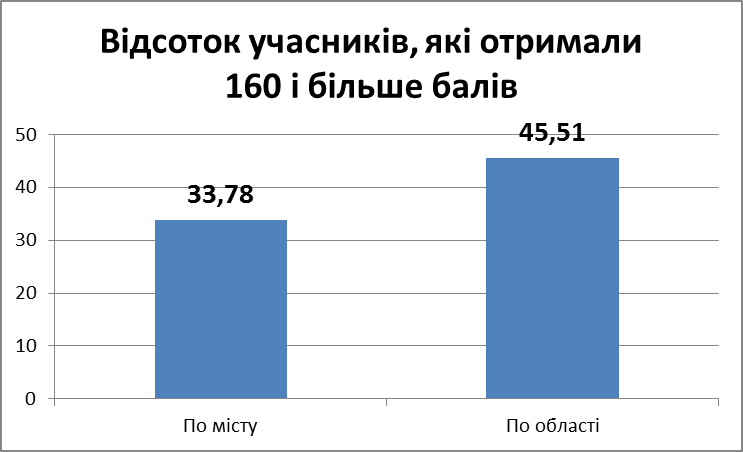 Відсоток учасників, які отримали
160 і більше балів
50
40
30
20
10
0
33,78
45,51
По місту
По області